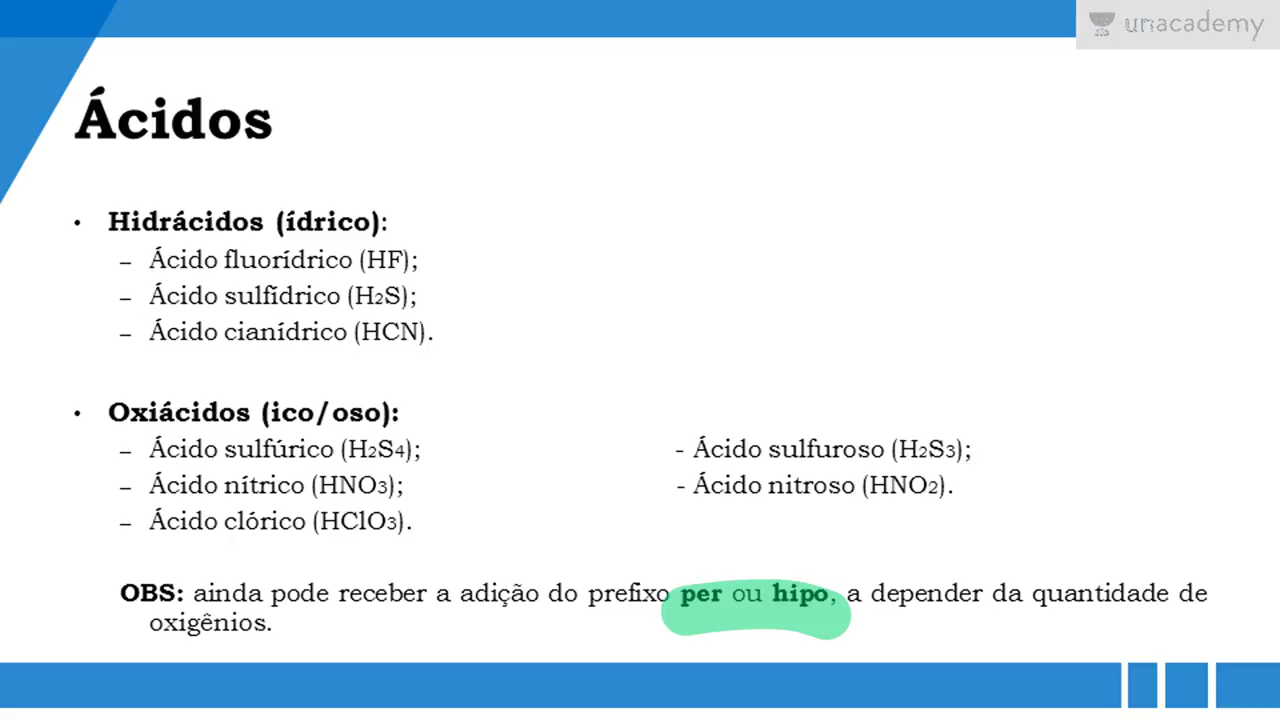 unacademy
Ácidos
• Hidrácidos (ídrico):
– Ácido fluorídrico (HF);
– Ácido sulfídrico (H2S);
– Ácido cianídrico (HCN).
• Oxiácidos (ico/oso):
– Ácido sulfúrico (H2S4); - Ácido sulfuroso (H2S3);
– Ácido nítrico (HNO3); - Ácido nitroso (HNO2).
– Ácido clórico (HClO3).
OBS: ainda pode receber a adição do prefixo per ou hipo, a depender da quantidade de
oxigênios.